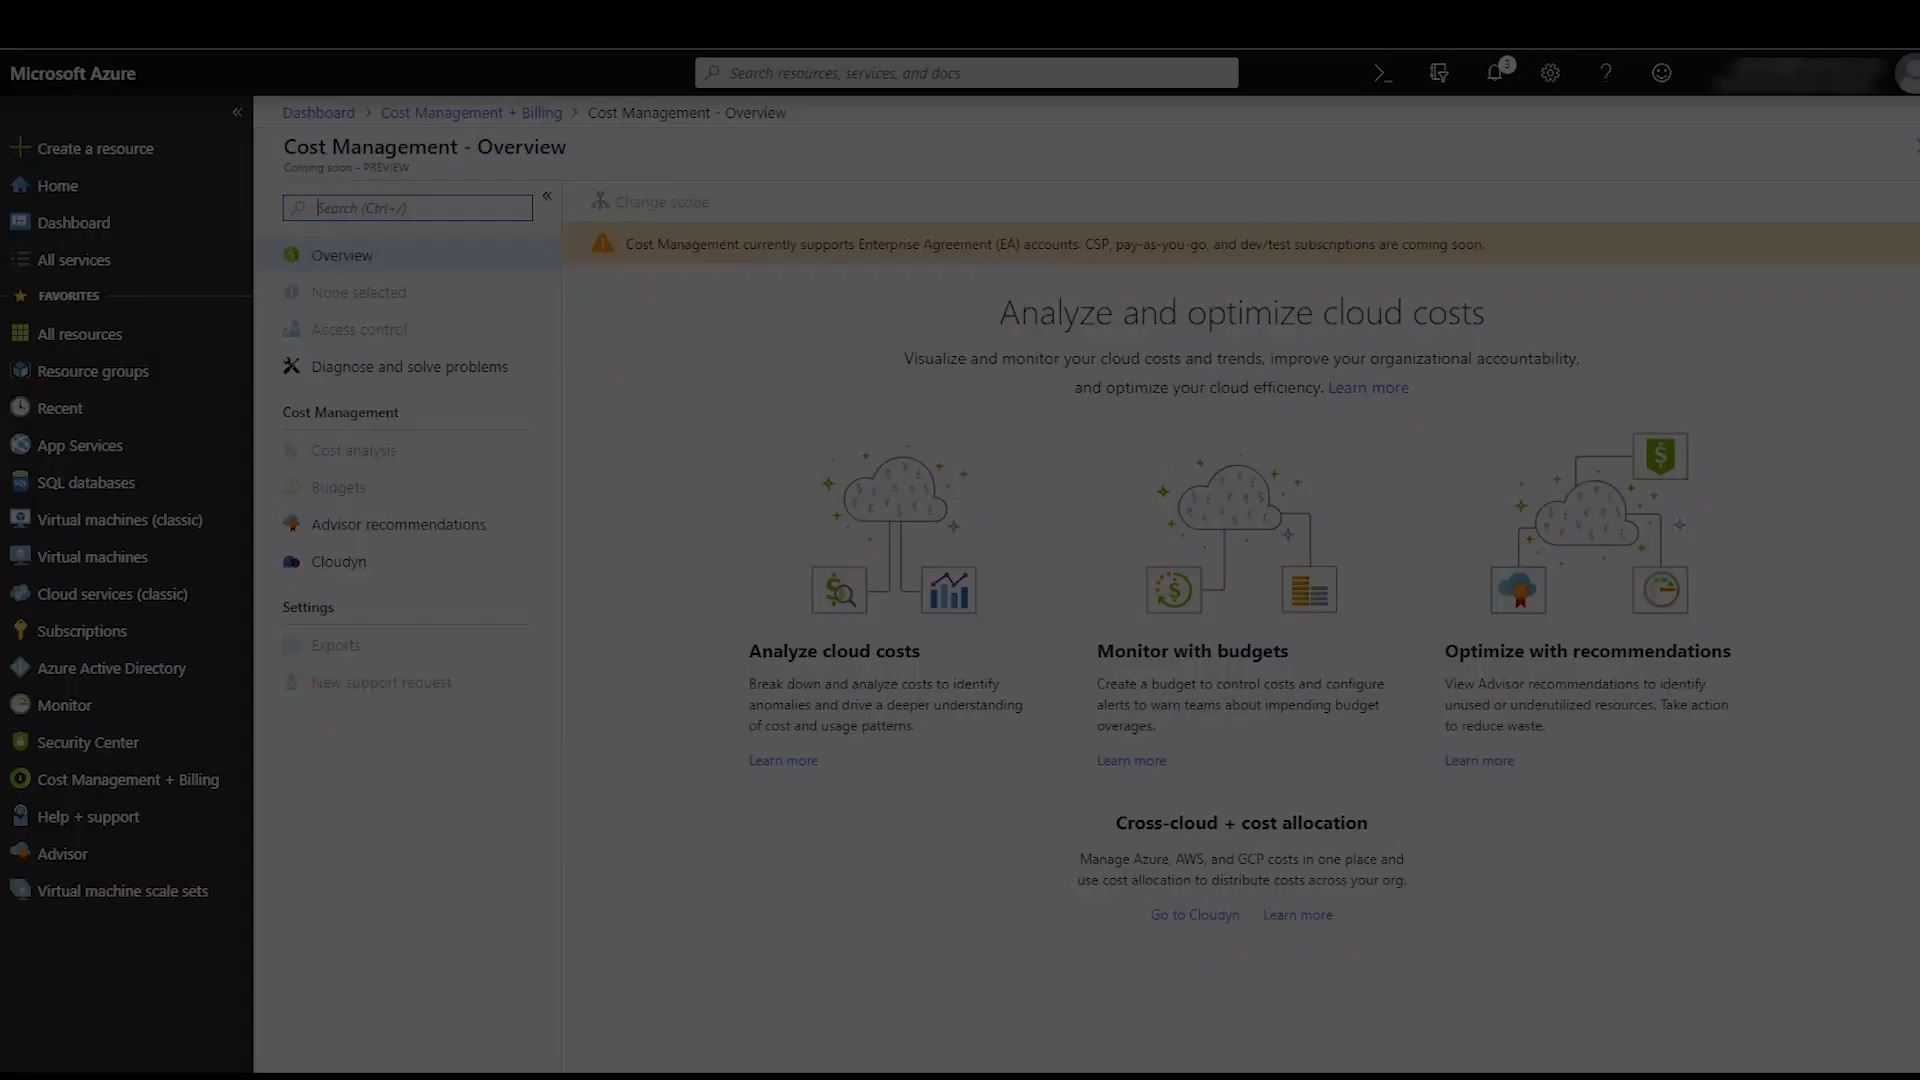 Microsoft Azure
Search resources, services, and docs
3
Create a resource
Home
Dashboard
All services
FAVORITES
All resources
Resource groups
Recent
App Services
SQL databases
Virtual machines (classic)
Virtual machines
Cloud services (classic)
Subscriptions
Azure Active Directory
Monitor
Security Center
Cost Management + Billing
Help + support
Advisor
Virtual machine scale sets
Dashboard > Cost Management + Billing > Cost Management - Overview
Cost Management - Overview
Coming soon - PREVIEW
Search (Ctrl+/)
Overview
None selected
Access control
Diagnose and solve problems
Cost Management
Cost analysis
Budgets
Advisor recommendations
Cloudyn
Settings
Exports
New support request
Change scope
Cost Management currently supports Enterprise Agreement (EA) accounts. CSP, pay-as-you-go, and dev/test subscriptions are coming soon.
Analyze and optimize cloud costs
Visualize and monitor your cloud costs and trends, improve your organizational accountability,
and optimize your cloud efficiency. Learn more
Analyze cloud costs
Break down and analyze costs to identify
anomalies and drive a deeper understanding
of cost and usage patterns.
Learn more
Monitor with budgets
Create a budget to control costs and configure
alerts to warn teams about impending budget
overages.
Learn more
Optimize with recommendations
View Advisor recommendations to identify
unused or underutilized resources. Take action
to reduce waste.
Learn more
Cross-cloud + cost allocation
Manage Azure, AWS, and GCP costs in one place and
use cost allocation to distribute costs across your org.
Go to Cloudyn Learn more